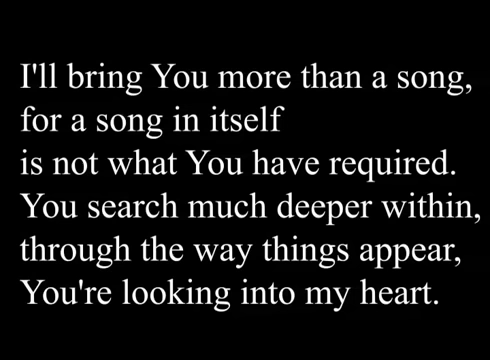 I'll bring You more than a song,
for a song in itself
is not what You have required.
You search much deeper within,
through the way things appear,
You're looking into my heart.